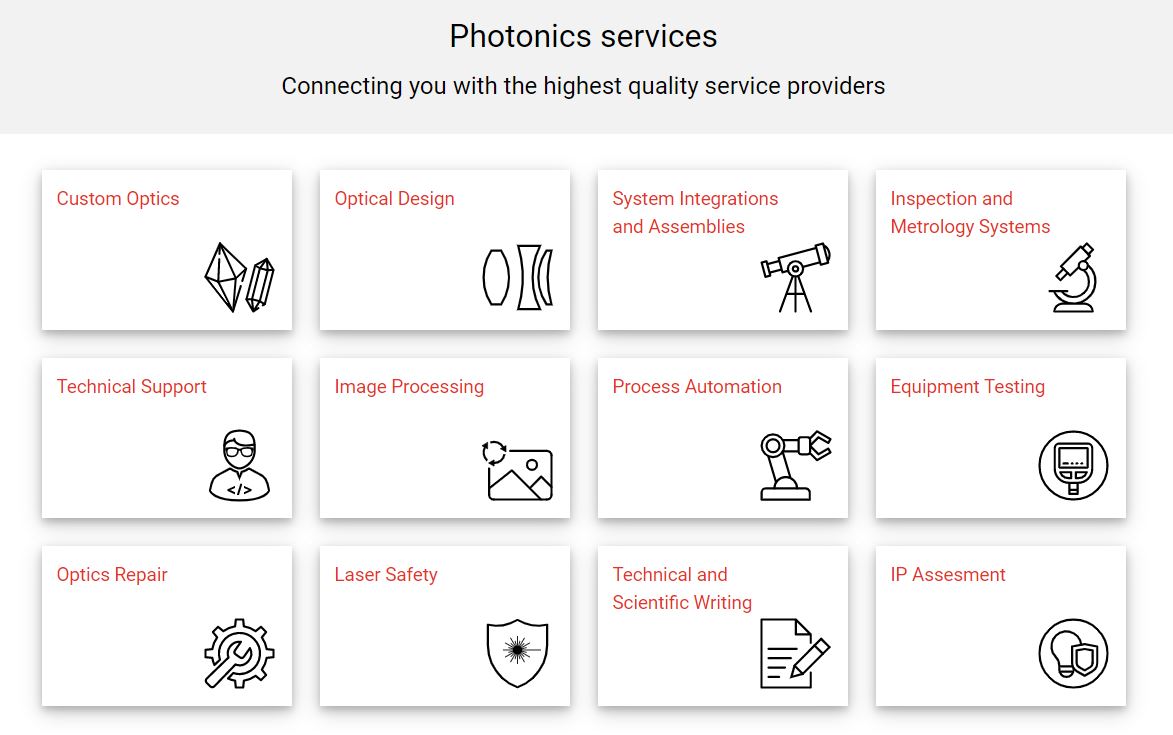 Photonics services
Connecting you with the highest quality service providers
Custom Optics
Optical Design
System Integrations
and Assemblies
Inspection and
Metrology Systems
Technical Support
</>
Image Processing
Process Automation
Equipment Testing
Optics Repair
Laser Safety
Technical and
Scientific Writing
IP Assesment